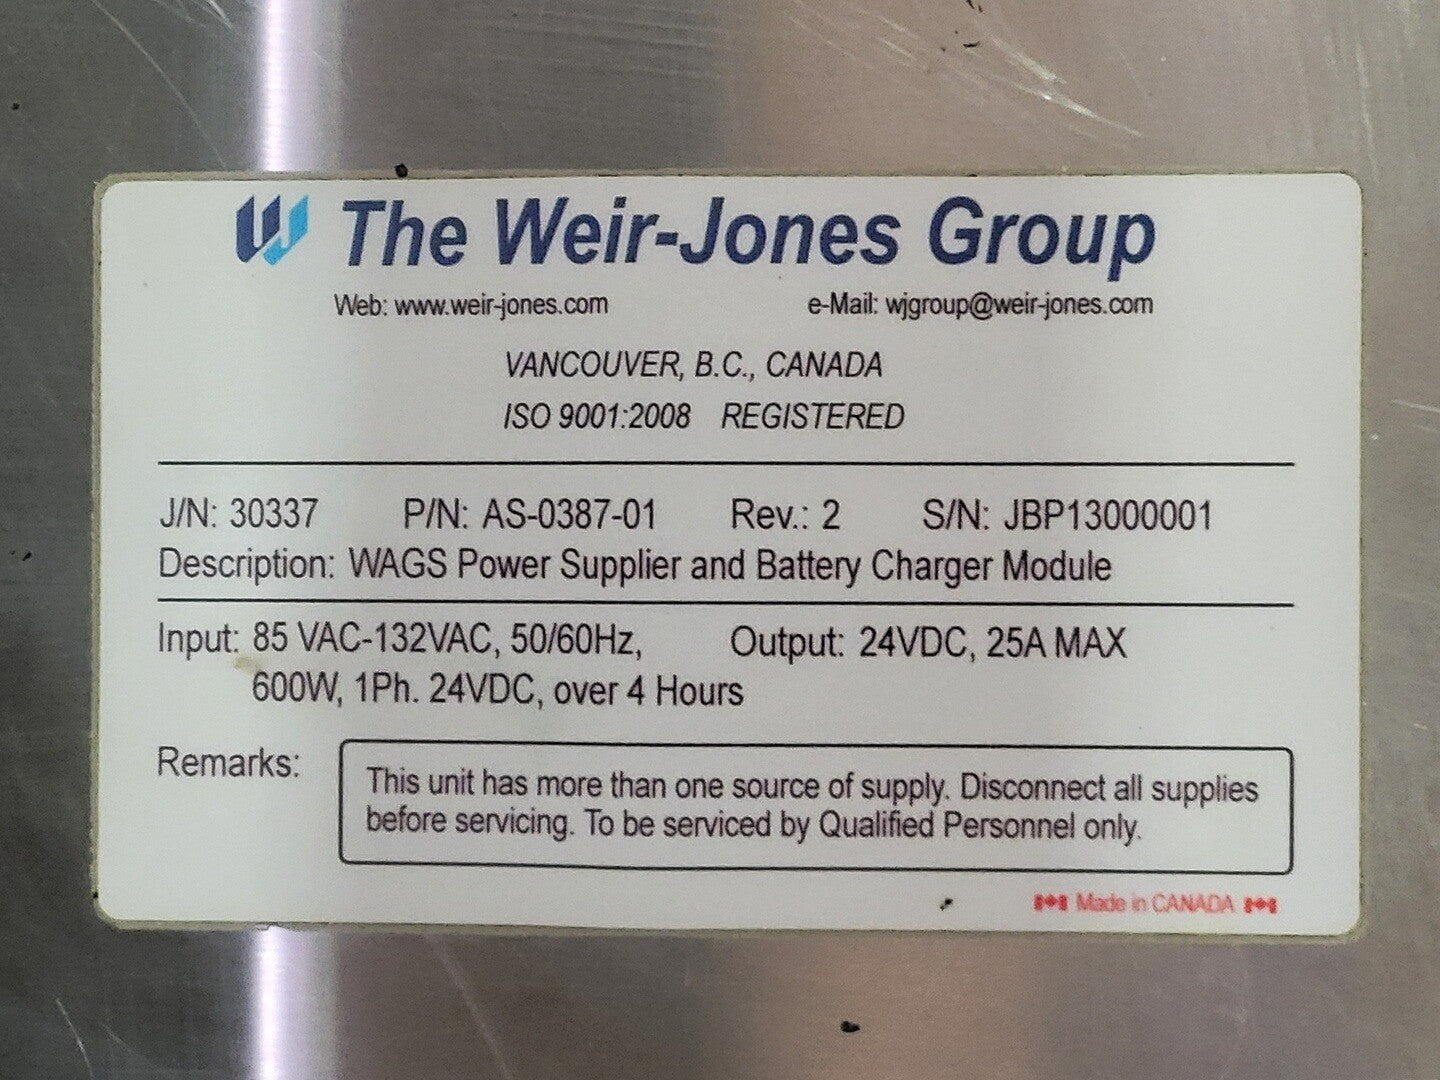 WJ The Weir-Jones Group
Web: www.weir-jones.com e-Mail: wjgroup@weir-jones.com
VANCOUVER, B.C., CANADA
ISO 9001:2008 REGISTERED
J/N: 30337 P/N: AS-0387-01 Rev.: 2 S/N: JBP13000001
Description: WAGS Power Supplier and Battery Charger Module
Input: 85 VAC-132VAC, 50/60Hz, Output: 24VDC, 25A MAX
600W, 1Ph. 24VDC, over 4 Hours
Remarks:
This unit has more than one source of supply. Disconnect all supplies
before servicing. To be serviced by Qualified Personnel only.
Made in CANADA